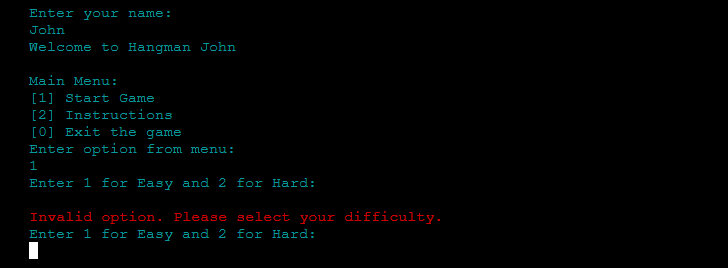 Enter your name:
John
Welcome to Hangman John
Main Menu:
[1] Start Game
[2] Instructions
[0] Exit the game
Enter option from menu:
1
Enter 1 for Easy and 2 for Hard:
Invalid option. Please select your difficulty.
Enter 1 for Easy and 2 for Hard: